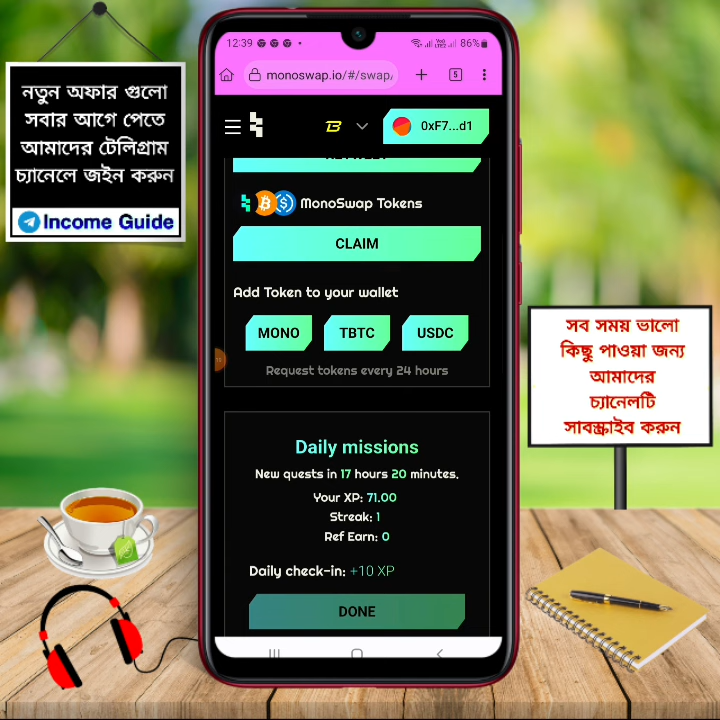 নতুন অফার গুলো
সবার আগে পেতে
আমাদের টেলিগ্রাম
চ্যানেলে জইন করুন
Income Guide
12:39
86%
monoswap.io/#/swap/
5
0xF7...d1
MonoSwap Tokens
CLAIM
Add Token to your wallet
MONO TBTC USDC
Request tokens every 24 hours
Daily missions
New quests in 17 hours 20 minutes.
Your XP: 71.00
Streak: 1
Ref Earn: 0
Daily check-in: +10 XP
DONE
সব সময় ভালো
কিছু পাওয়া জন্য
আমাদের
চ্যানেলটি
সাবস্ক্রাইব করুন